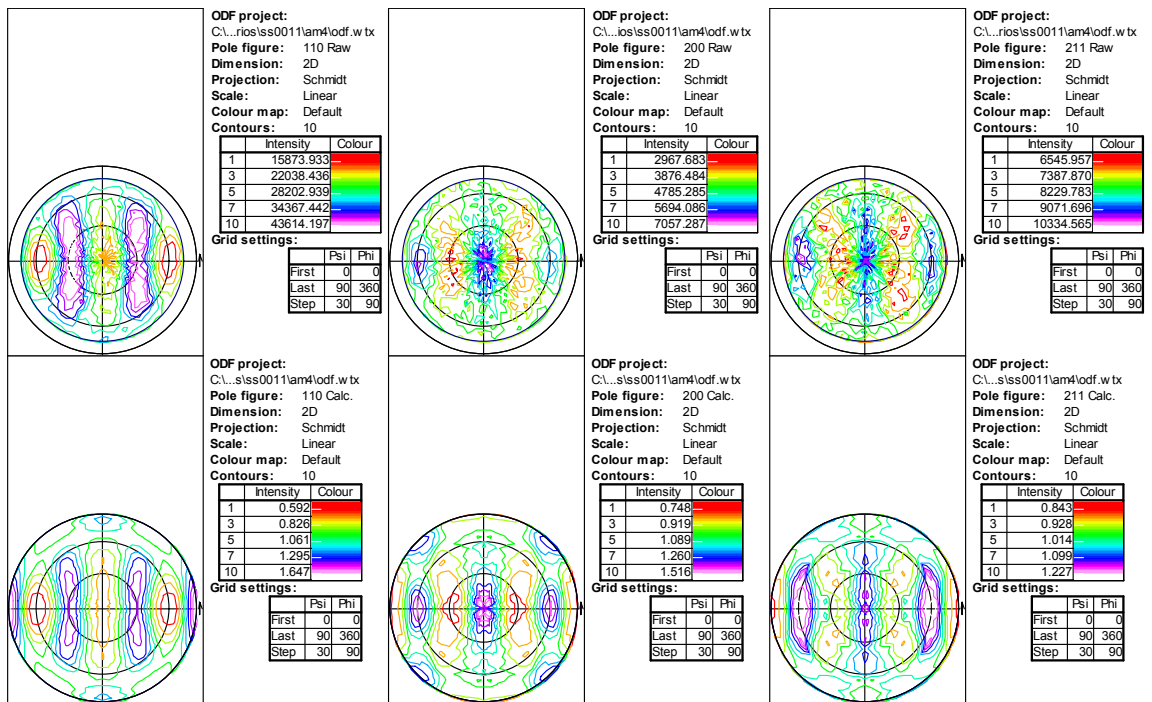 ODF project:
C:\...rios\ss0011\am4\odf.wtx
Pole figure: 110 Raw
Dimension: 2D
Projection: Schmidt
Scale: Linear
Colour map: Default
Contours: 10
Intensity Colour
1 15873.933
3 22038.436
5 28202.939
7 34367.442
10 43614.197
Grid settings:
Psi Phi
First 0 0
Last 90 360
Step 30 90
ODF project:
C:\...ios\ss0011\am4\odf.wtx
Pole figure: 200 Raw
Dimension: 2D
Projection: Schmidt
Scale: Linear
Colour map: Default
Contours: 10
Intensity Colour
1 2967.683
3 3876.484
5 4785.285
7 5694.086
10 7057.287
Grid settings:
Psi Phi
First 0 0
Last 90 360
Step 30 90
ODF project:
C:\...rios\ss0011\am4\odf.wtx
Pole figure: 211 Raw
Dimension: 2D
Projection: Schmidt
Scale: Linear
Colour map: Default
Contours: 10
Intensity Colour
1 6545.957
3 7387.870
5 8229.783
7 9071.696
10 10334.565
Grid settings:
Psi Phi
First 0 0
Last 90 360
Step 30 90
ODF project:
C:\...s\ss0011\am4\odf.wtx
Pole figure: 110 Calc.
Dimension: 2D
Projection: Schmidt
Scale: Linear
Colour map: Default
Contours: 10
Intensity Colour
1 0.592
3 0.826
5 1.061
7 1.295
10 1.647
Grid settings:
Psi Phi
First 0 0
Last 90 360
Step 30 90
ODF project:
C:\...s\ss0011\am4\odf.wtx
Pole figure: 200 Calc.
Dimension: 2D
Projection: Schmidt
Scale: Linear
Colour map: Default
Contours: 10
Intensity Colour
1 0.748
3 0.919
5 1.089
7 1.260
10 1.516
Grid settings:
Psi Phi
First 0 0
Last 90 360
Step 30 90
ODF project:
C:\...s\ss0011\am4\odf.wtx
Pole figure: 211 Calc.
Dimension: 2D
Projection: Schmidt
Scale: Linear
Colour map: Default
Contours: 10
Intensity Colour
1 0.843
3 0.928
5 1.014
7 1.099
10 1.227
Grid settings:
Psi Phi
First 0 0
Last 90 360
Step 30 90